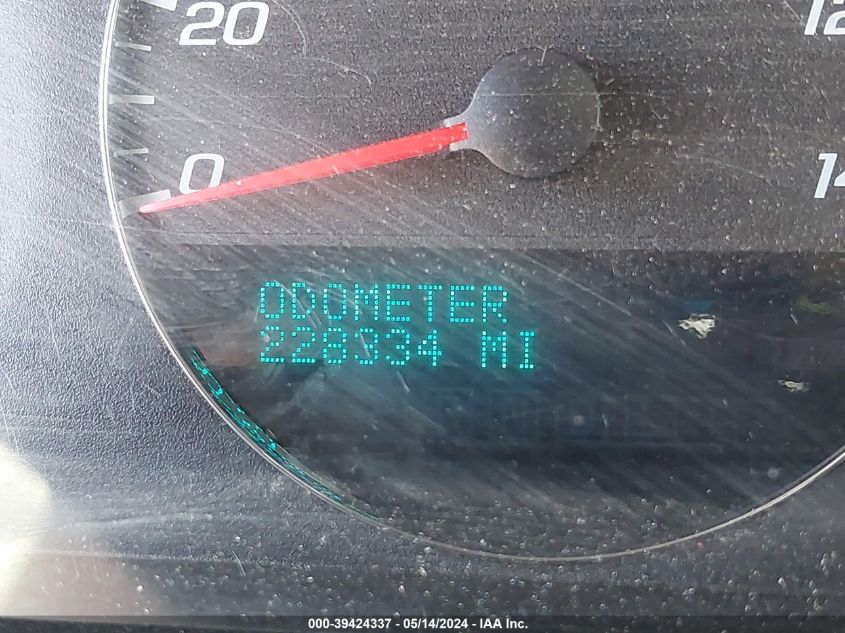 20
0
ODOMETER
228334 MI
000-39424337 - 05/14/2024 - IAA Inc.